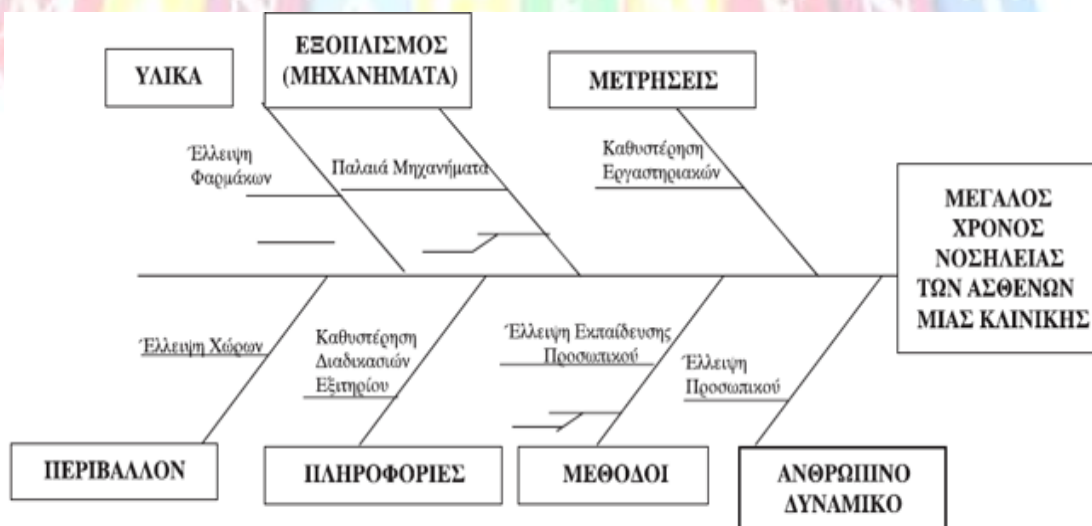 ΥΛΙΚΑ
ΕΞΟΠΛΙΣΜΟΣ
(ΜΗΧΑΝΗΜΑΤΑ)
ΜΕΤΡΗΣΕΙΣ
Έλλειψη
Φαρμάκων
Παλαιά Μηχανήματα
Καθυστέρηση
Εργαστηριακών
ΜΕΓΑΛΟΣ
ΧΡΟΝΟΣ
ΝΟΣΗΛΕΙΑΣ
ΤΩΝ ΑΣΘΕΝΩΝ
ΜΙΑΣ ΚΛΙΝΙΚΗΣ
Έλλειψη Χώρων
Καθυστέρηση
Διαδικασιών
Εξιτηρίου
Έλλειψη Εκπαίδευσης
Προσωπικού
Έλλειψη
Προσωπικού
ΠΕΡΙΒΑΛΛΟΝ
ΠΛΗΡΟΦΟΡΙΕΣ
ΜΕΘΟΔΟΙ
ΑΝΘΡΩΠΙΝΟ
ΔΥΝΑΜΙΚΟ